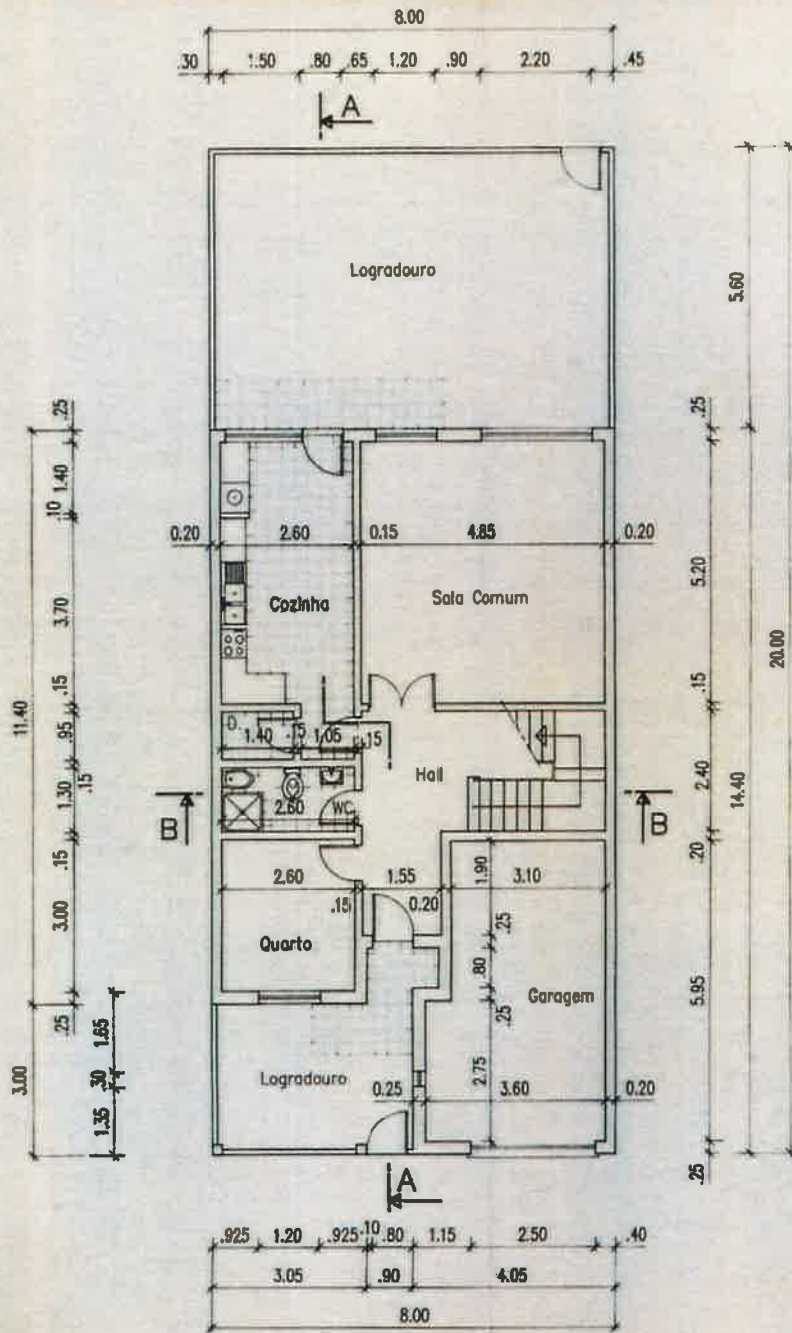 8.00
.30 1.50 .80 .65 1.20 .90 2.20 .45
A
Logradouro
5.60
.25
.25
1.40
.10
0.20 2.60 0.15 4.85 0.20
5.20
3.70
Cozinha
Sala Comum
20.00
.15
.15
11.40
.95
D.
1.40
.15
1.05
.15
Hall
2.40
14.40
1.30
.15
B
2.60
WC
B
.15
.20
2.60
1.55
1.90
3.10
.15
0.20
3.00
.25
Quarto
.80
Garagem
5.95
.25
.25
1.65
3.00
Logradouro
2.75
.30
0.25
3.60
0.20
1.35
.25
A
.925 1.20 .925 .10 .80 1.15 2.50 .40
3.05 .90 4.05
8.00